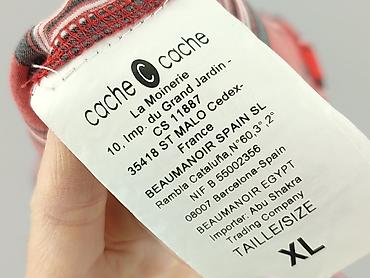 cache c cache
La Moinerie
10, Imp. du Grand Jardin -
CS 11887
35418 ST MALO Cedex-
France
BEAUMANOIR SPAIN SL
Rambla Cataluña,N°60,3°,2°
NIF B-55002356
08007 Barcelona-Spain
BEAUMANOIR EGYPT
Importer: Abu Shakra
Trading Company
TAILLE/SIZE
XL
XL